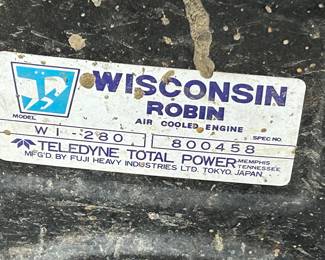 WISCONSIN
ROBIN
AIR COOLED ENGINE
MODEL SPEC NO.
WI-280 800458
TELEDYNE TOTAL POWER MEMPHIS TENNESSEE
MF'G'D. BY FUJI HEAVY INDUSTRIES LTD. TOKYO, JAPAN.